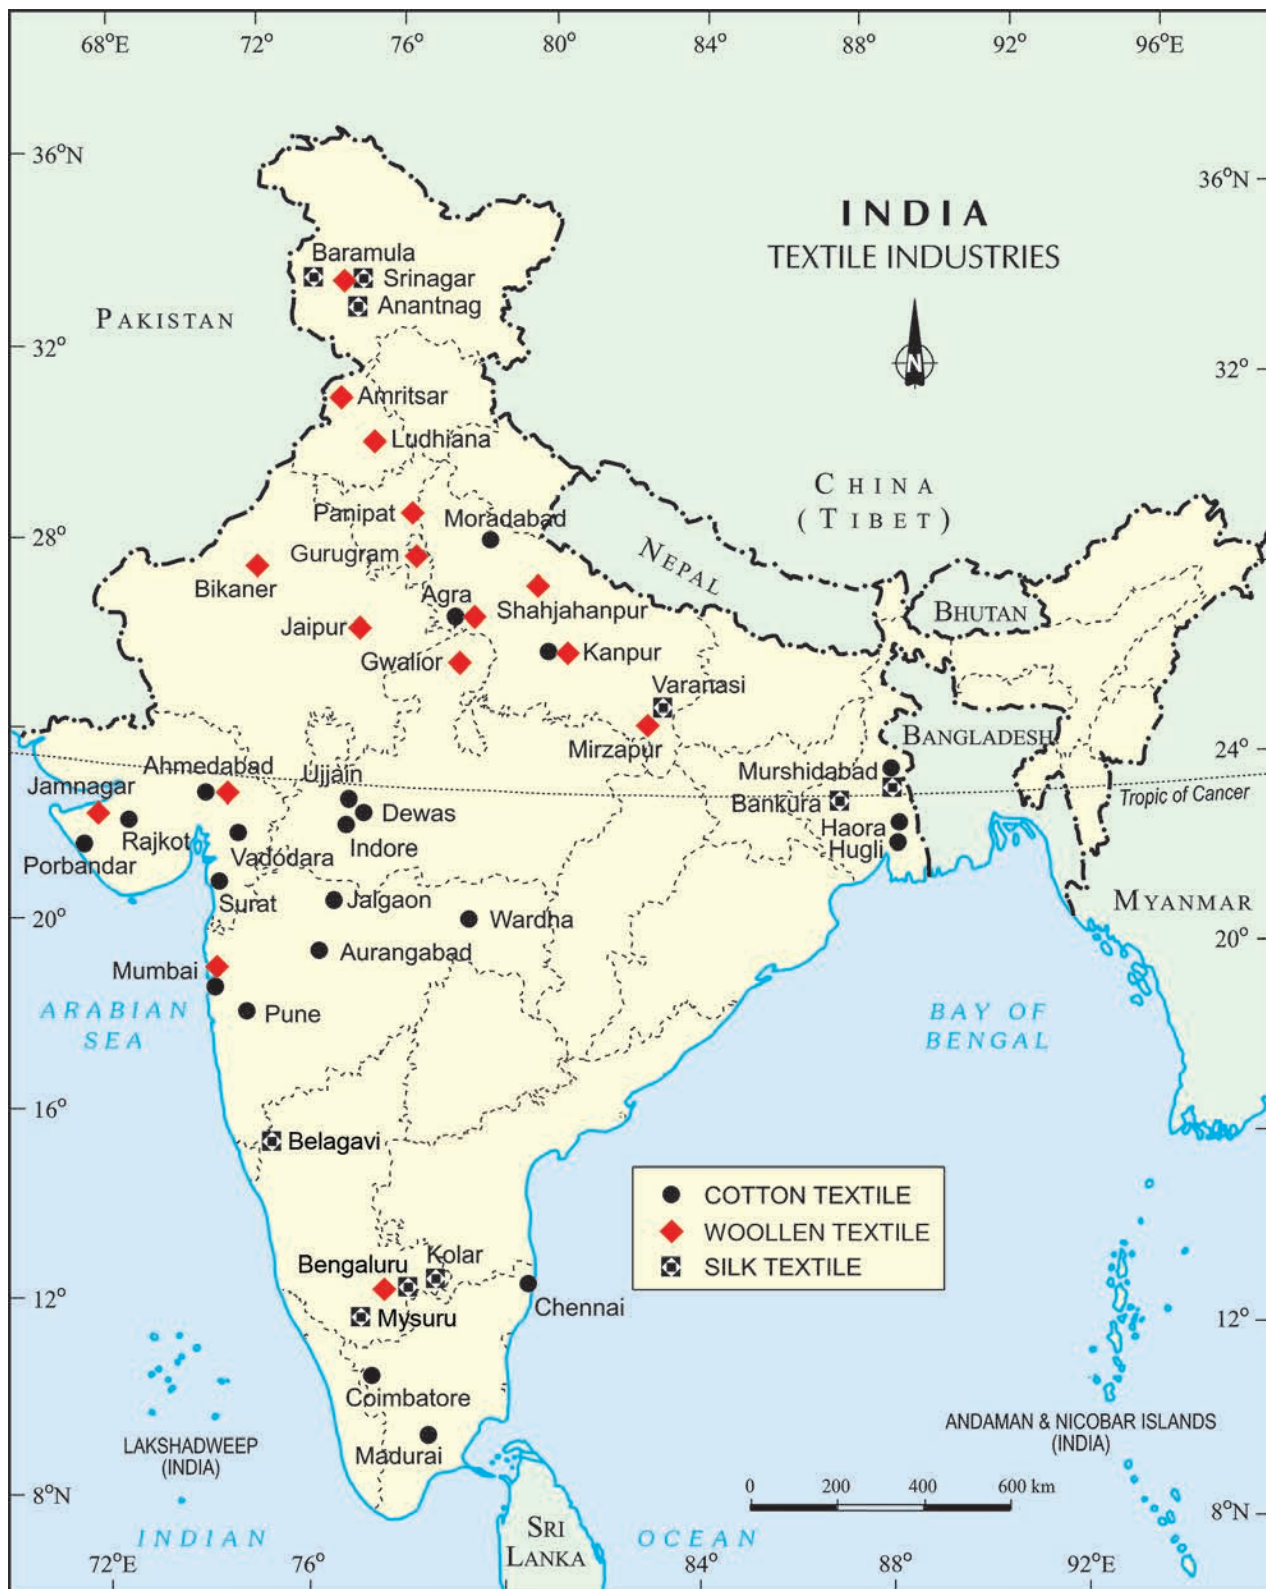 68°E 72° 76° 80° 84° 88° 92° 96°E
36°N
36°N
INDIA
TEXTILE INDUSTRIES
Baramula
Srinagar
Anantnag
PAKISTAN
N
32°
32°
Amritsar
Ludhiana
CHINA
(TIBET)
Panipat
Moradabad
28°
28°
Gurugram
NEPAL
Bikaner
Agra
Shahjahanpur
BHUTAN
Jaipur
Gwalior
Kanpur
Varanasi
Mirzapur
BANGLADESH
24°
Ahmedabad
Ujjain
Murshidabad
Jamnagar
Dewas
Bankura
Tropic of Cancer
Rajkot
Indore
Haora
Porbandar
Vadodara
Hugli
Surat
Jalgaon
Wardha
MYANMAR
20°
20°
Aurangabad
Mumbai
Pune
ARABIAN
SEA
BAY OF
BENGAL
16°
Belagavi
COTTON TEXTILE
WOOLLEN TEXTILE
SILK TEXTILE
Kolar
Bengaluru
12°
12°
Chennai
Mysuru
Coimbatore
Madurai
LAKSHADWEEP
(INDIA)
ANDAMAN & NICOBAR ISLANDS
(INDIA)
0 200 400 600 km
8°N
8°N
SRI
LANKA
INDIAN OCEAN
72°E 76° 84° 88° 92°E